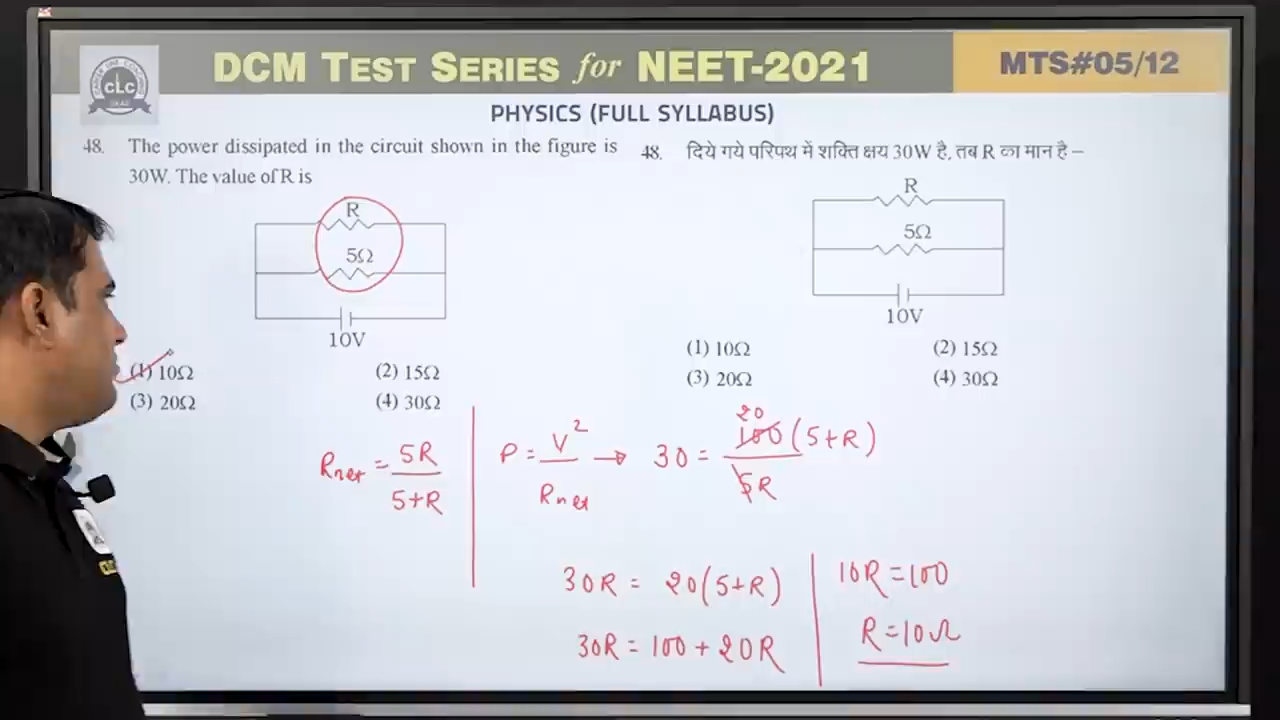 DCM TEST SERIES for NEET-2021
MTS#05/12
CLC
PHYSICS (FULL SYLLABUS)
48. The power dissipated in the circuit shown in the figure is
30W. The value of R is
R
5Ω
10V
(1) 10Ω (2) 15Ω
(3) 20Ω (4) 30Ω
48. दिये गये परिपथ में शक्ति क्षय 30W है, तब R का मान है –
R
5Ω
10V
(1) 10Ω (2) 15Ω
(3) 20Ω (4) 30Ω
Rnet = 5R / 5+R
P = V² / Rnet → 30 = 100 (5+R) / 5R
20
30R = 20(5+R)
30R = 100 + 20R
10R = 100
R = 10Ω